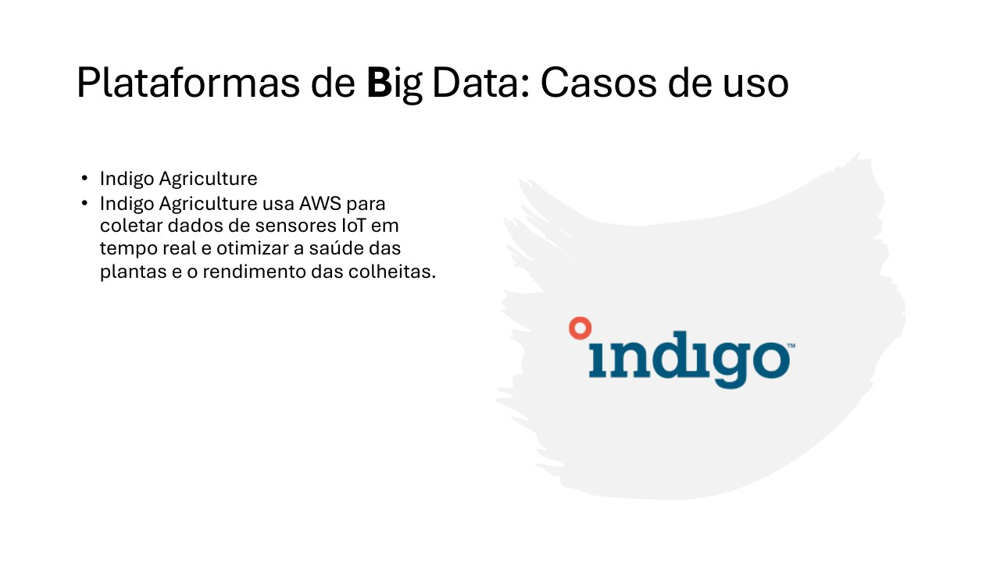 Plataformas de Big Data: Casos de uso
• Indigo Agriculture
• Indigo Agriculture usa AWS para
coletar dados de sensores IoT em
tempo real e otimizar a saúde das
plantas e o rendimento das colheitas.
indigo™